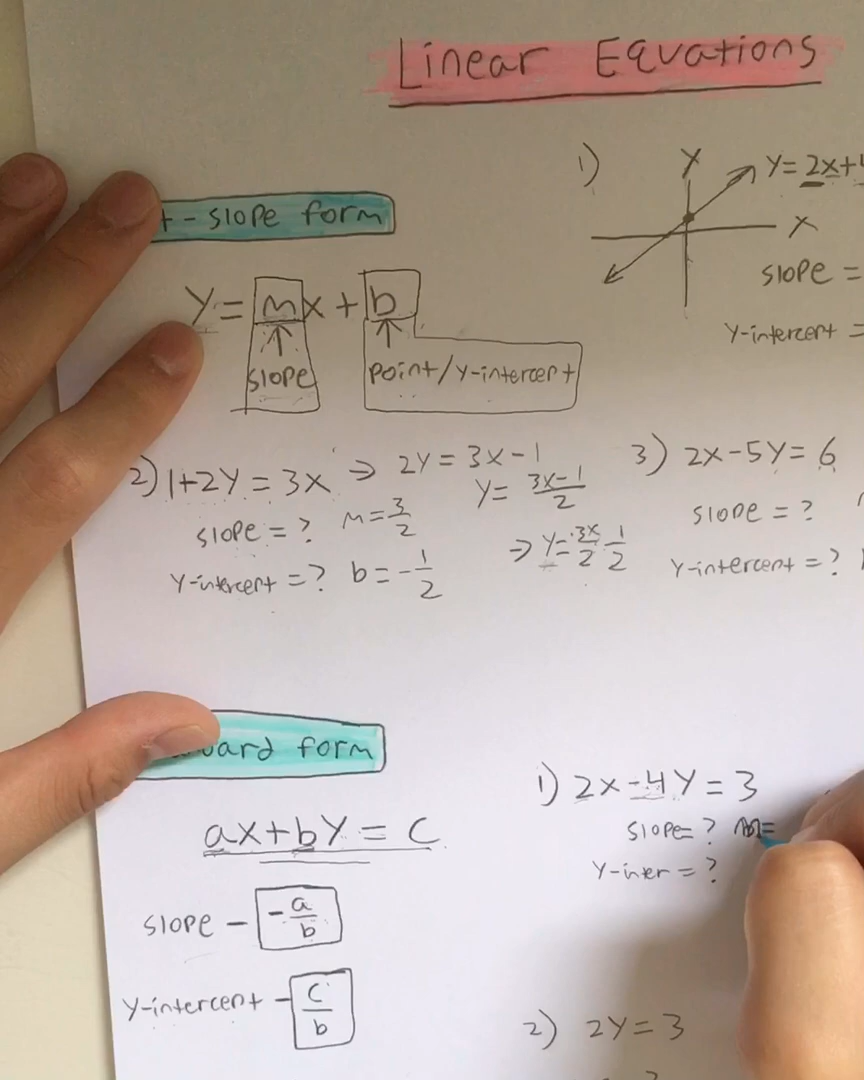 Linear Equations
t-slope form
1)
Y
Y= 2x+4
X
slope =
Y-intercept =
Y= mx + b
slope
point/y-intercept
2) 1+2Y = 3x → 2Y = 3x-1
Y= 3x-1/2
→ Y= 3x/2 - 1/2
slope = ? m= 3/2
Y-intercept = ? b = -1/2
3) 2x-5Y= 6
slope = ?
Y-intercept = ?
dard form
ax+bY = C
slope - -a/b
Y-intercept - C/b
1) 2x-4Y = 3
slope= ? m=
Y-inter = ?
2) 2Y = 3